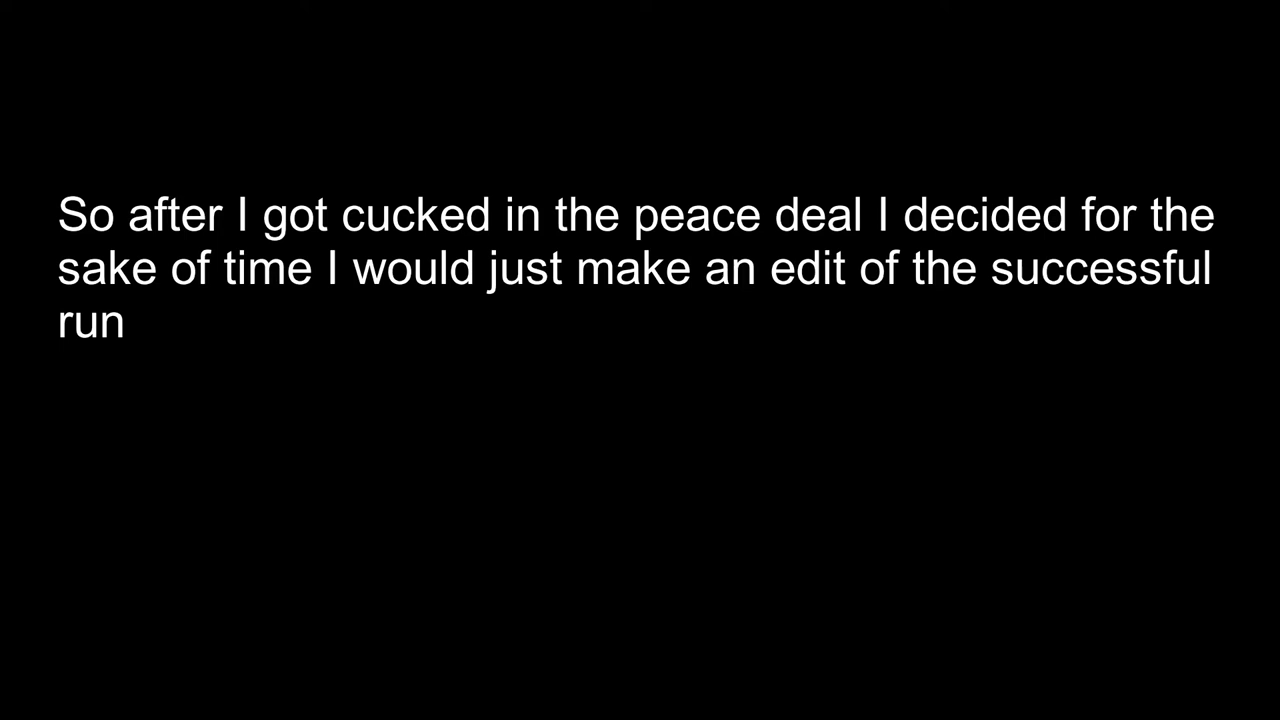 So after I got cucked in the peace deal I decided for the
sake of time I would just make an edit of the successful
run